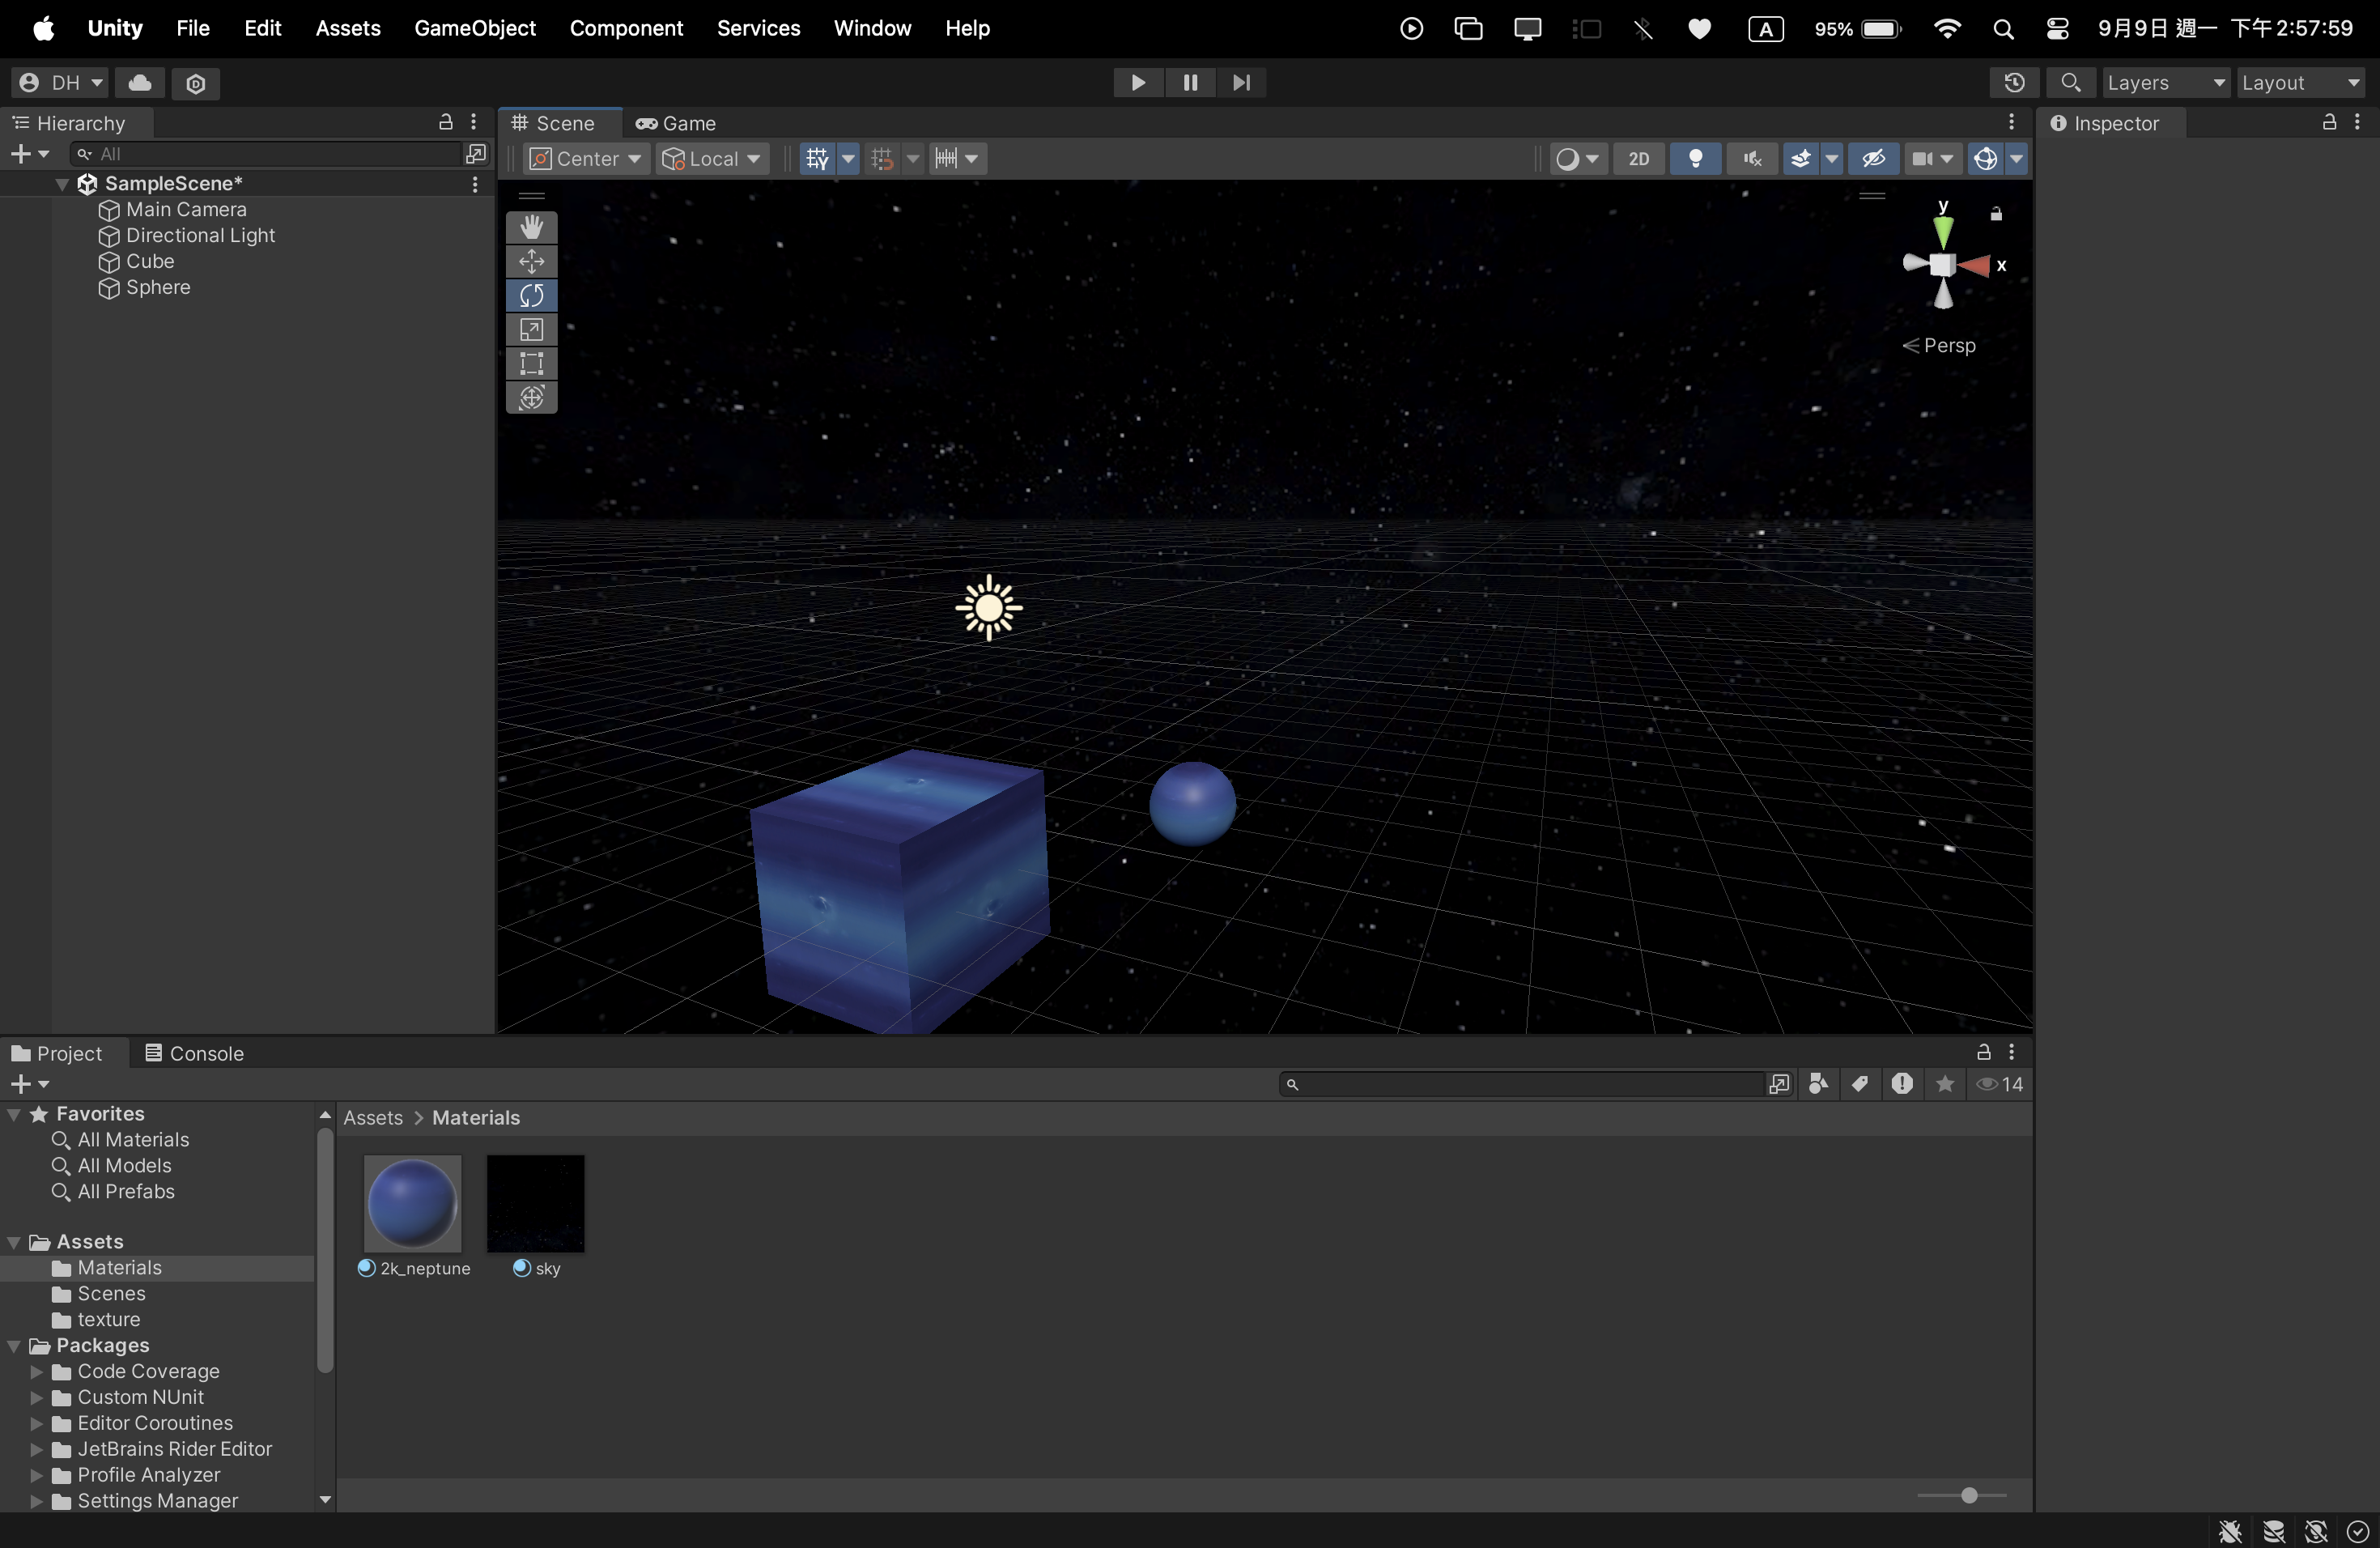 Unity File Edit Assets GameObject Component Services Window Help A 95% 9月9日 週一 下午2:57:59
DH Layers Layout
Hierarchy
All
SampleScene*
Main Camera
Directional Light
Cube
Sphere
Scene Game
Center Local 2D
y
x
Persp
Inspector
Project Console
14
Favorites
All Materials
All Models
All Prefabs
Assets
Materials
Scenes
texture
Packages
Code Coverage
Custom NUnit
Editor Coroutines
JetBrains Rider Editor
Profile Analyzer
Settings Manager
Assets > Materials
2k_neptune sky